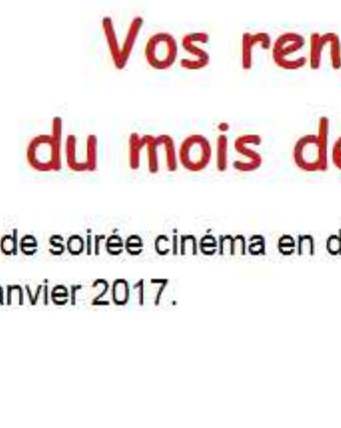 Vos ren
du mois de
de soirée cinéma en d
anvier 2017.